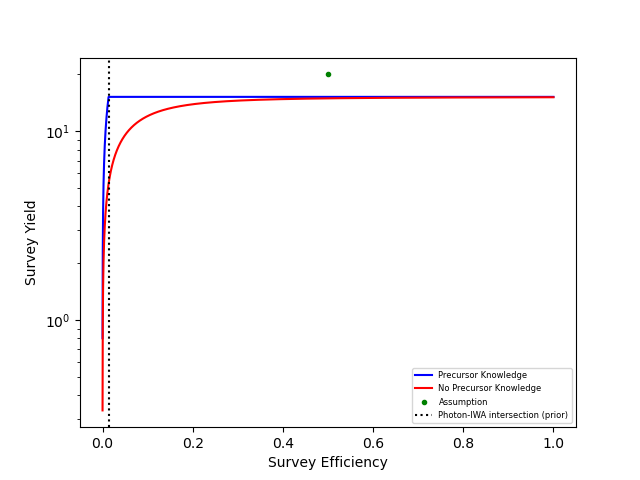 Survey Yield
10¹
10⁰
0.0 0.2 0.4 0.6 0.8 1.0
Survey Efficiency
Precursor Knowledge
No Precursor Knowledge
Assumption
Photon-IWA intersection (prior)